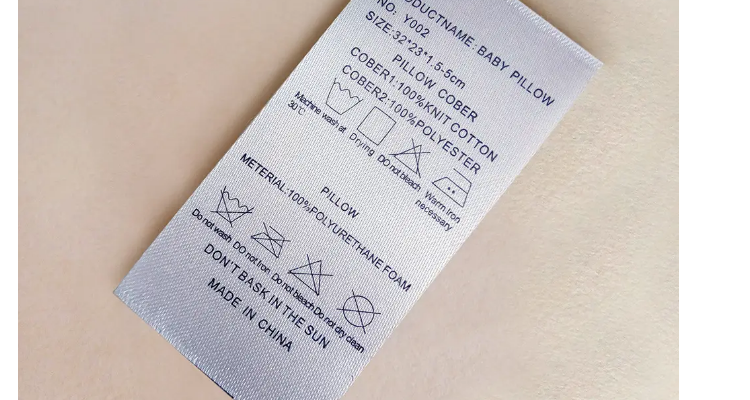 ODUCTNAME: BABY PILLOW
NO: Y002
SIZE:32*23*1.5-5cm
PILLOW COBER
COBER1:100%KNIT COTTON
COBER2:100%POLYESTER
Machine wash at 30℃ Drying DO not bleach Warm Iron necessary
PILLOW
METERIAL:100%POLYURETHANE FOAM
Do not wash DO not Iron Do not bleach Do not dry clean
DON'T BASK IN THE SUN
MADE IN CHINA